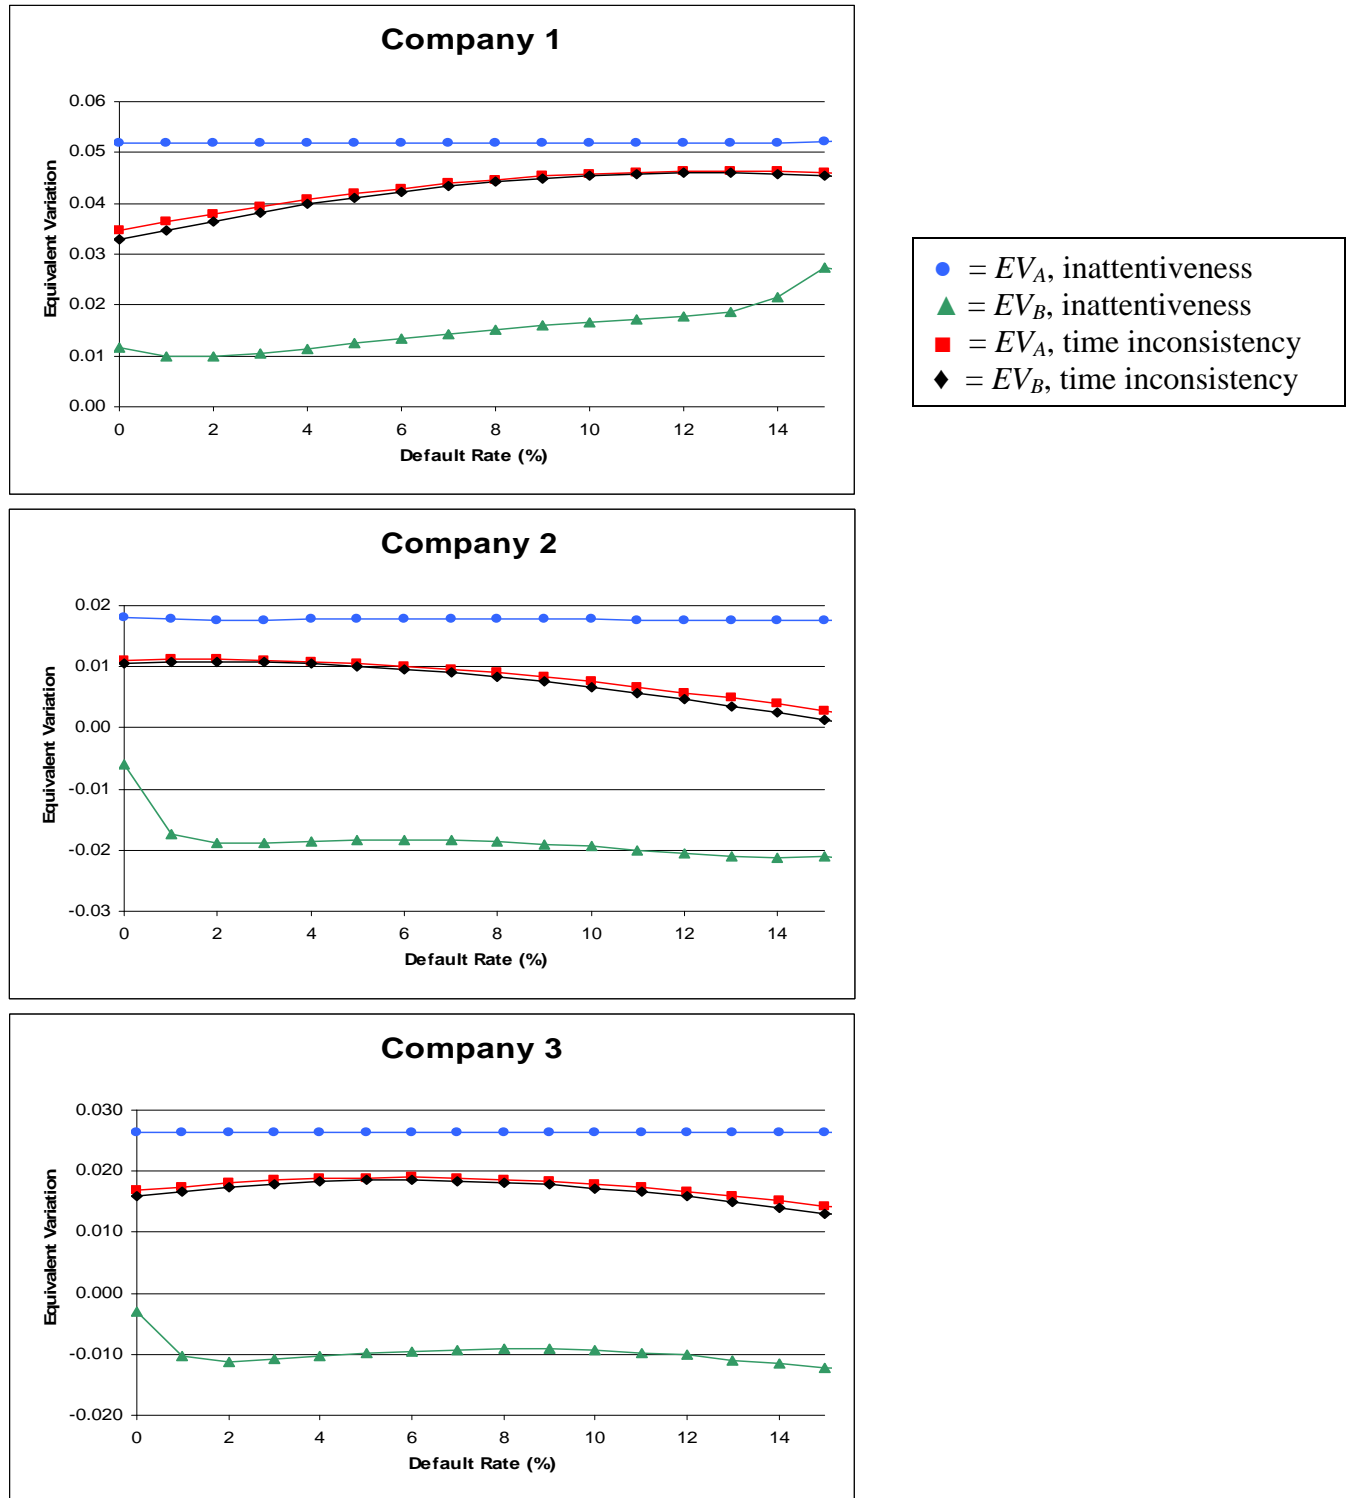 Company 1
Equivalent Variation
0.06
0.05
0.04
0.03
0.02
0.01
0.00
0 2 4 6 8 10 12 14
Default Rate (%)
= EV_A, inattentiveness
= EV_B, inattentiveness
= EV_A, time inconsistency
= EV_B, time inconsistency
Company 2
Equivalent Variation
0.02
0.01
0.00
-0.01
-0.02
-0.03
0 2 4 6 8 10 12 14
Default Rate (%)
Company 3
Equivalent Variation
0.030
0.020
0.010
0.000
-0.010
-0.020
0 2 4 6 8 10 12 14
Default Rate (%)